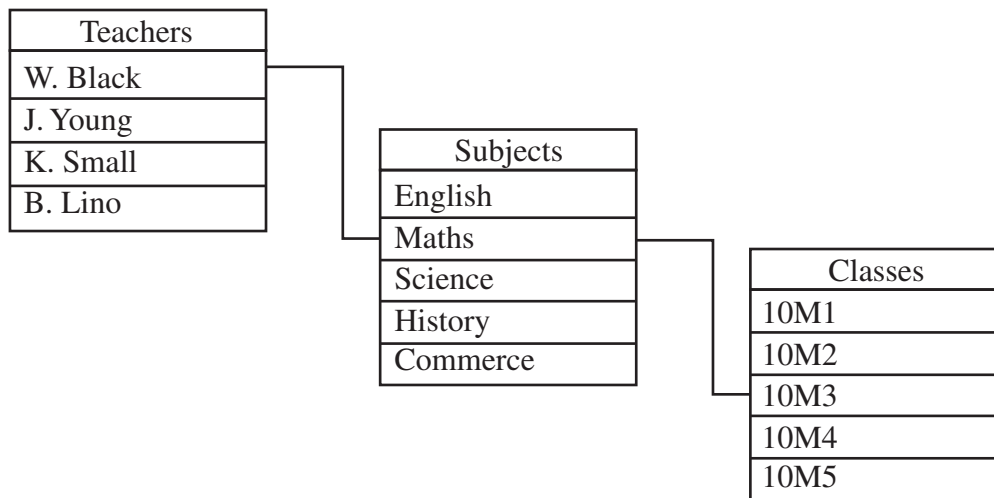 Teachers
W. Black
J. Young
K. Small
B. Lino
Subjects
English
Maths
Science
History
Commerce
Classes
10M1
10M2
10M3
10M4
10M5